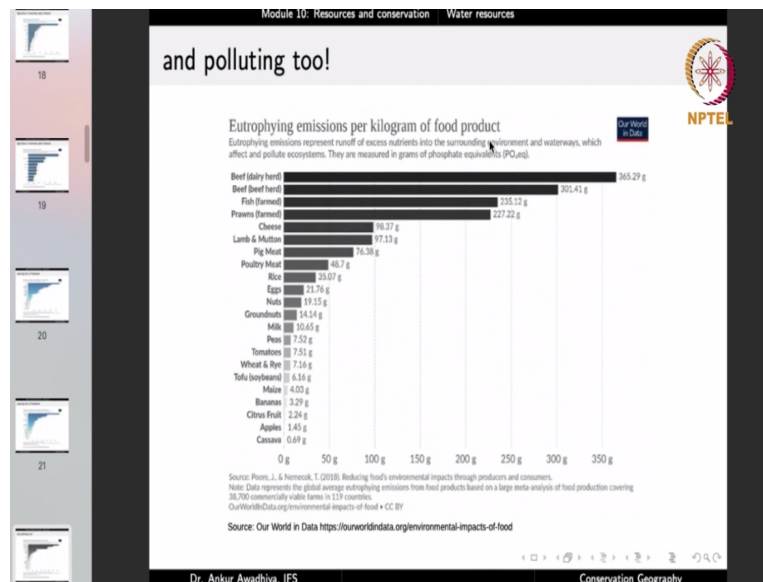 Module 10: Resources and conservation Water resources
18
and polluting too!
NPTEL
Eutrophying emissions per kilogram of food product
Our World
in Data
Eutrophying emissions represent runoff of excess nutrients into the surrounding environment and waterways, which
affect and pollute ecosystems. They are measured in grams of phosphate equivalents (PO₄eq).
19
Beef (dairy herd) 365.29 g
Beef (beef herd) 301.41 g
Fish (farmed) 235.12 g
Prawns (farmed) 227.22 g
Cheese 98.37 g
Lamb & Mutton 97.13 g
Pig Meat 76.38 g
Poultry Meat 48.7 g
Rice 35.07 g
Eggs 21.76 g
Nuts 19.15 g
Groundnuts 14.14 g
20
Milk 10.65 g
Peas 7.52 g
Tomatoes 7.51 g
Wheat & Rye 7.16 g
Tofu (soybeans) 6.16 g
Maize 4.03 g
Bananas 3.29 g
Citrus Fruit 2.24 g
Apples 1.45 g
Cassava 0.69 g
0 g 50 g 100 g 150 g 200 g 250 g 300 g 350 g
21
Source: Poore, J., & Nemecek, T. (2018). Reducing food's environmental impacts through producers and consumers.
Note: Data represents the global average eutrophying emissions from food products based on a large meta-analysis of food production covering
38,700 commercially viable farms in 119 countries.
OurWorldInData.org/environmental-impacts-of-food • CC BY
Source: Our World in Data https://ourworldindata.org/environmental-impacts-of-food
Dr. Ankur Awadhiya, IFS Conservation Geography